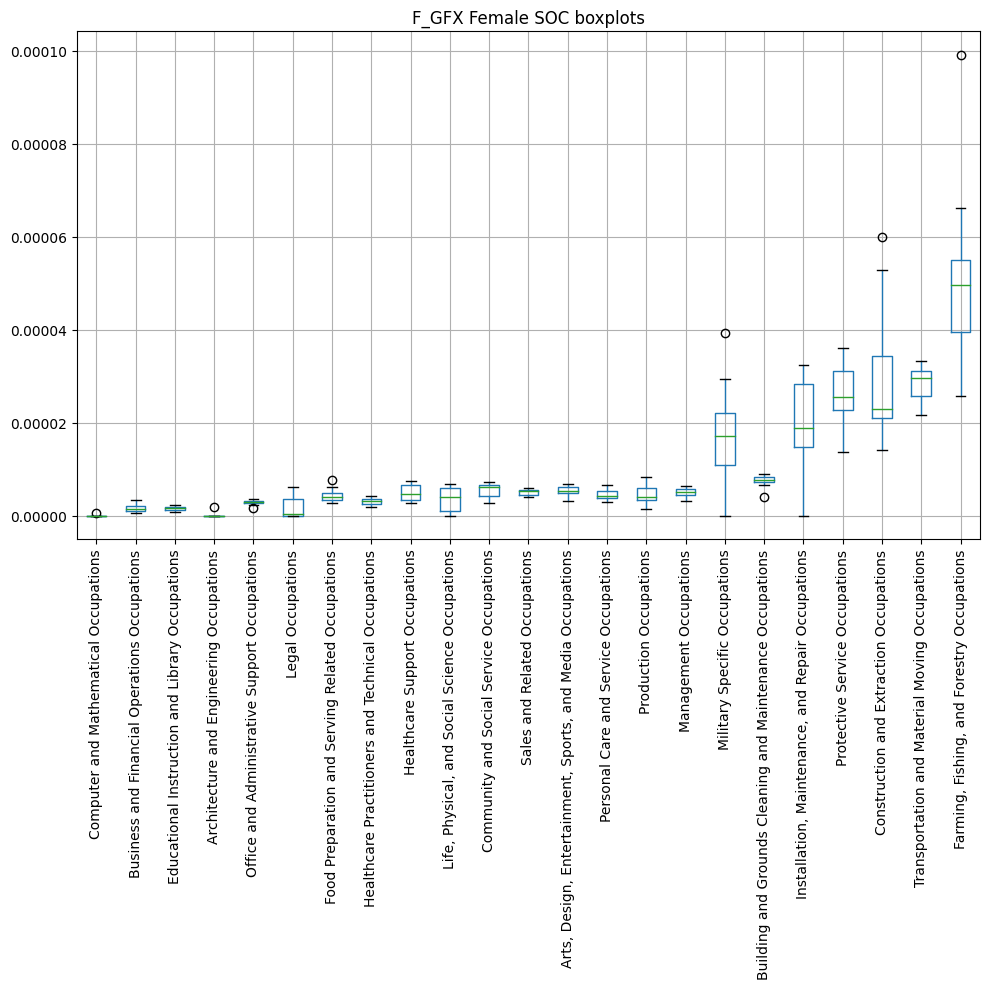 F_GFX Female SOC boxplots
0.00010
0.00008
0.00006
0.00004
0.00002
0.00000
Computer and Mathematical Occupations
Business and Financial Operations Occupations
Educational Instruction and Library Occupations
Architecture and Engineering Occupations
Office and Administrative Support Occupations
Legal Occupations
Food Preparation and Serving Related Occupations
Healthcare Practitioners and Technical Occupations
Healthcare Support Occupations
Life, Physical, and Social Science Occupations
Community and Social Service Occupations
Sales and Related Occupations
Arts, Design, Entertainment, Sports, and Media Occupations
Personal Care and Service Occupations
Production Occupations
Management Occupations
Military Specific Occupations
Building and Grounds Cleaning and Maintenance Occupations
Installation, Maintenance, and Repair Occupations
Protective Service Occupations
Construction and Extraction Occupations
Transportation and Material Moving Occupations
Farming, Fishing, and Forestry Occupations